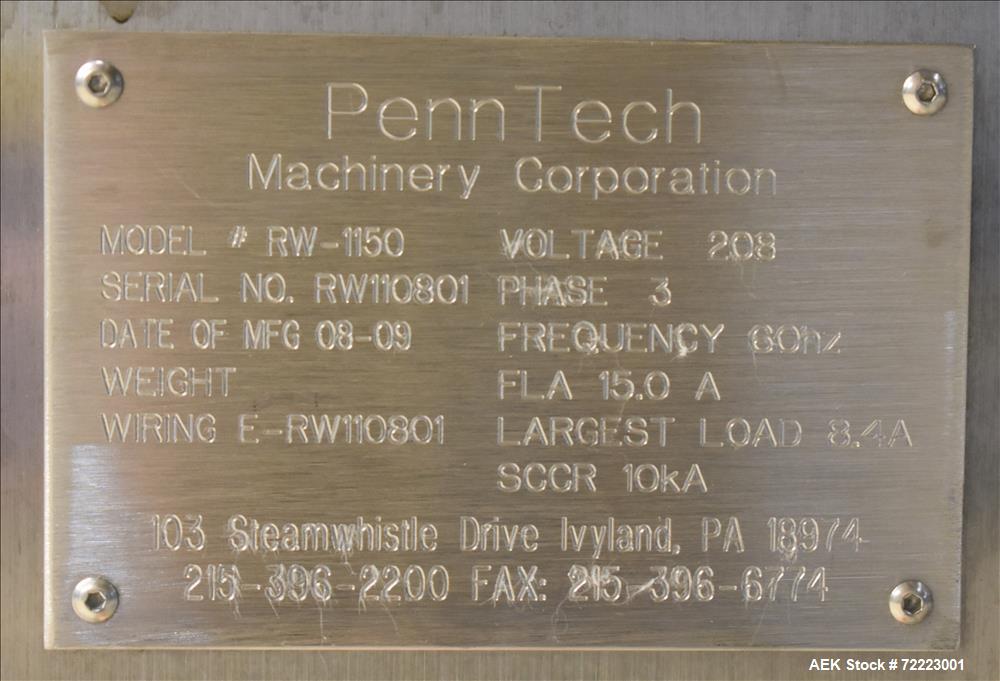 PennTech
Machinery Corporation
MODEL # RW-1150
SERIAL NO. RW110801
DATE OF MFG 08-09
WEIGHT
WIRING E-RW110801
VOLTAGE 208
PHASE 3
FREQUENCY 60hz
FLA 15.0 A
LARGEST LOAD 8.4A
SCCR 10kA
103 Steamwhistle Drive Ivyland, PA 18974
215-396-2200 FAX: 215-396-6774
AEK Stock # 72223001